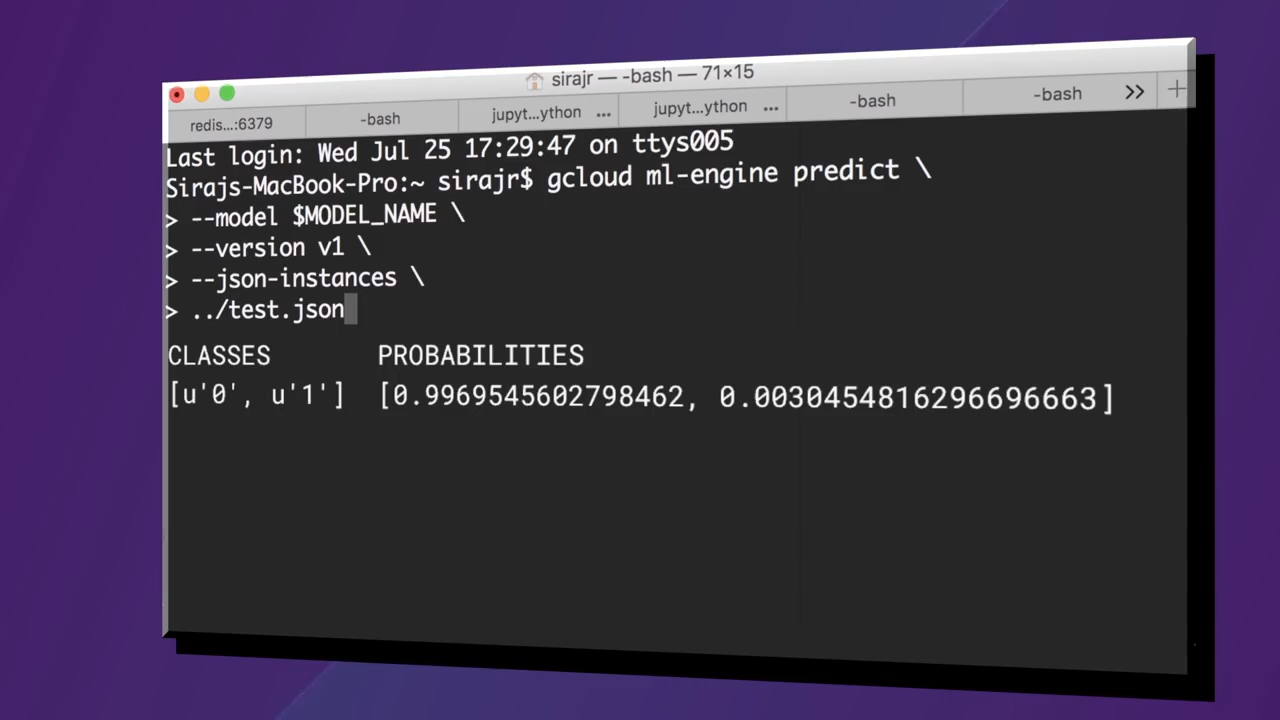 sirajr — -bash — 71×15
redis...:6379 -bash jupyt...ython ... jupyt...ython ... -bash -bash >> +
Last login: Wed Jul 25 17:29:47 on ttys005
Sirajs-MacBook-Pro:~ sirajr$ gcloud ml-engine predict \
> --model $MODEL_NAME \
> --version v1 \
> --json-instances \
> ../test.json
CLASSES PROBABILITIES
[u'0', u'1'] [0.9969545602798462, 0.0030454816296696663]